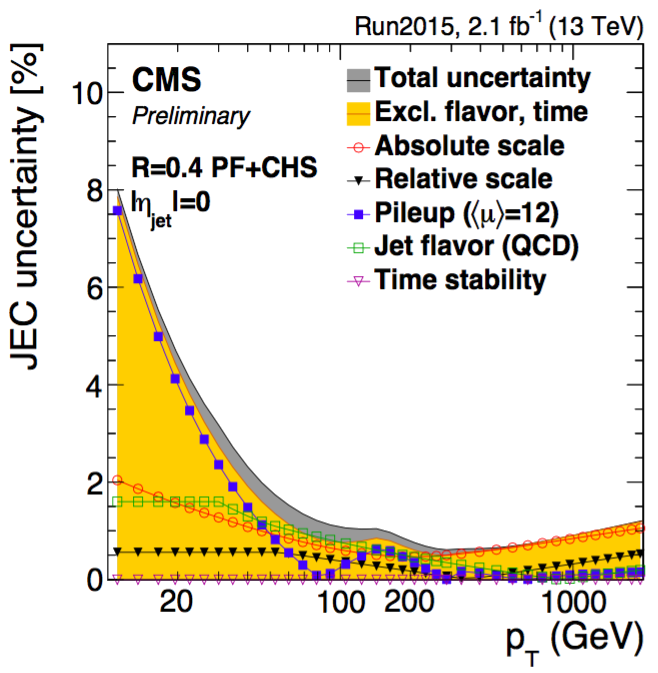 Run2015, 2.1 fb⁻¹ (13 TeV)
JEC uncertainty [%]
CMS
Preliminary
R=0.4 PF+CHS
|η_jet|=0
Total uncertainty
Excl. flavor, time
Absolute scale
Relative scale
Pileup (⟨μ⟩=12)
Jet flavor (QCD)
Time stability
10
8
6
4
2
0
20 100 200 1000
p_T (GeV)